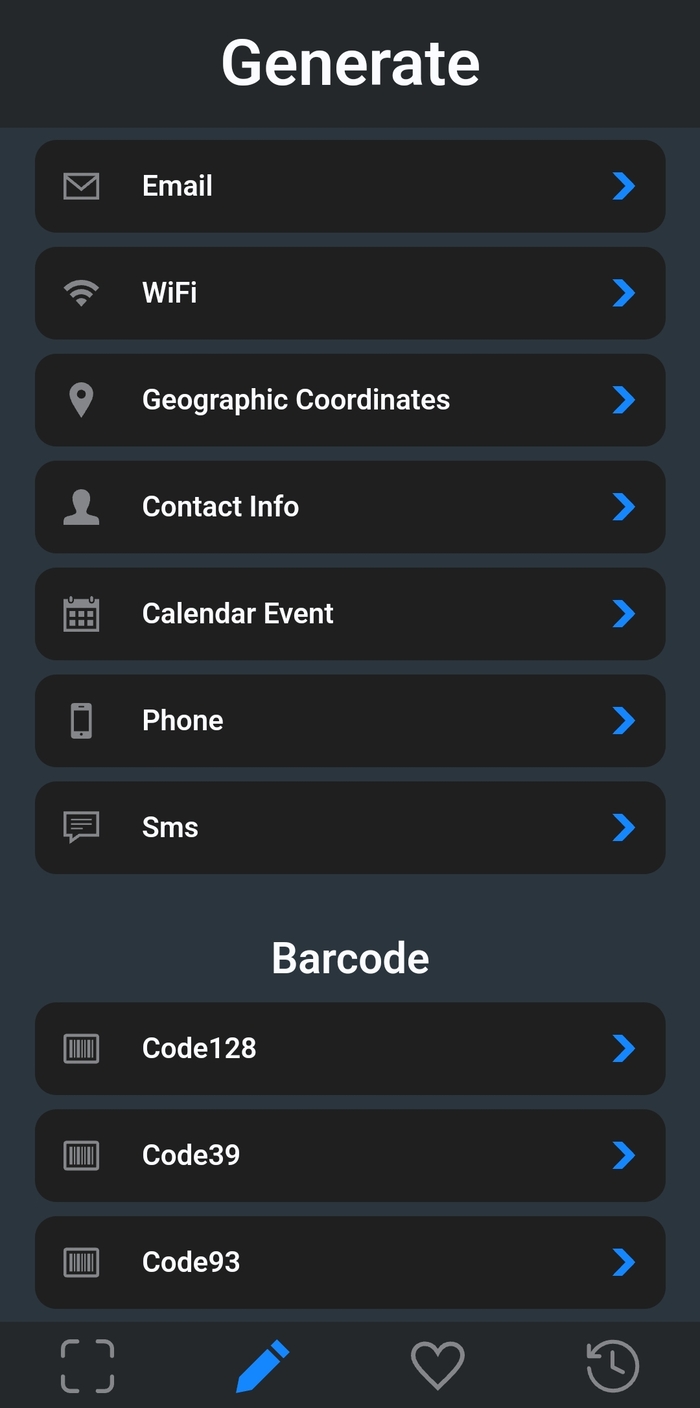 Generate
Email
WiFi
Geographic Coordinates
Contact Info
Calendar Event
Phone
Sms
Barcode
Code128
Code39
Code93